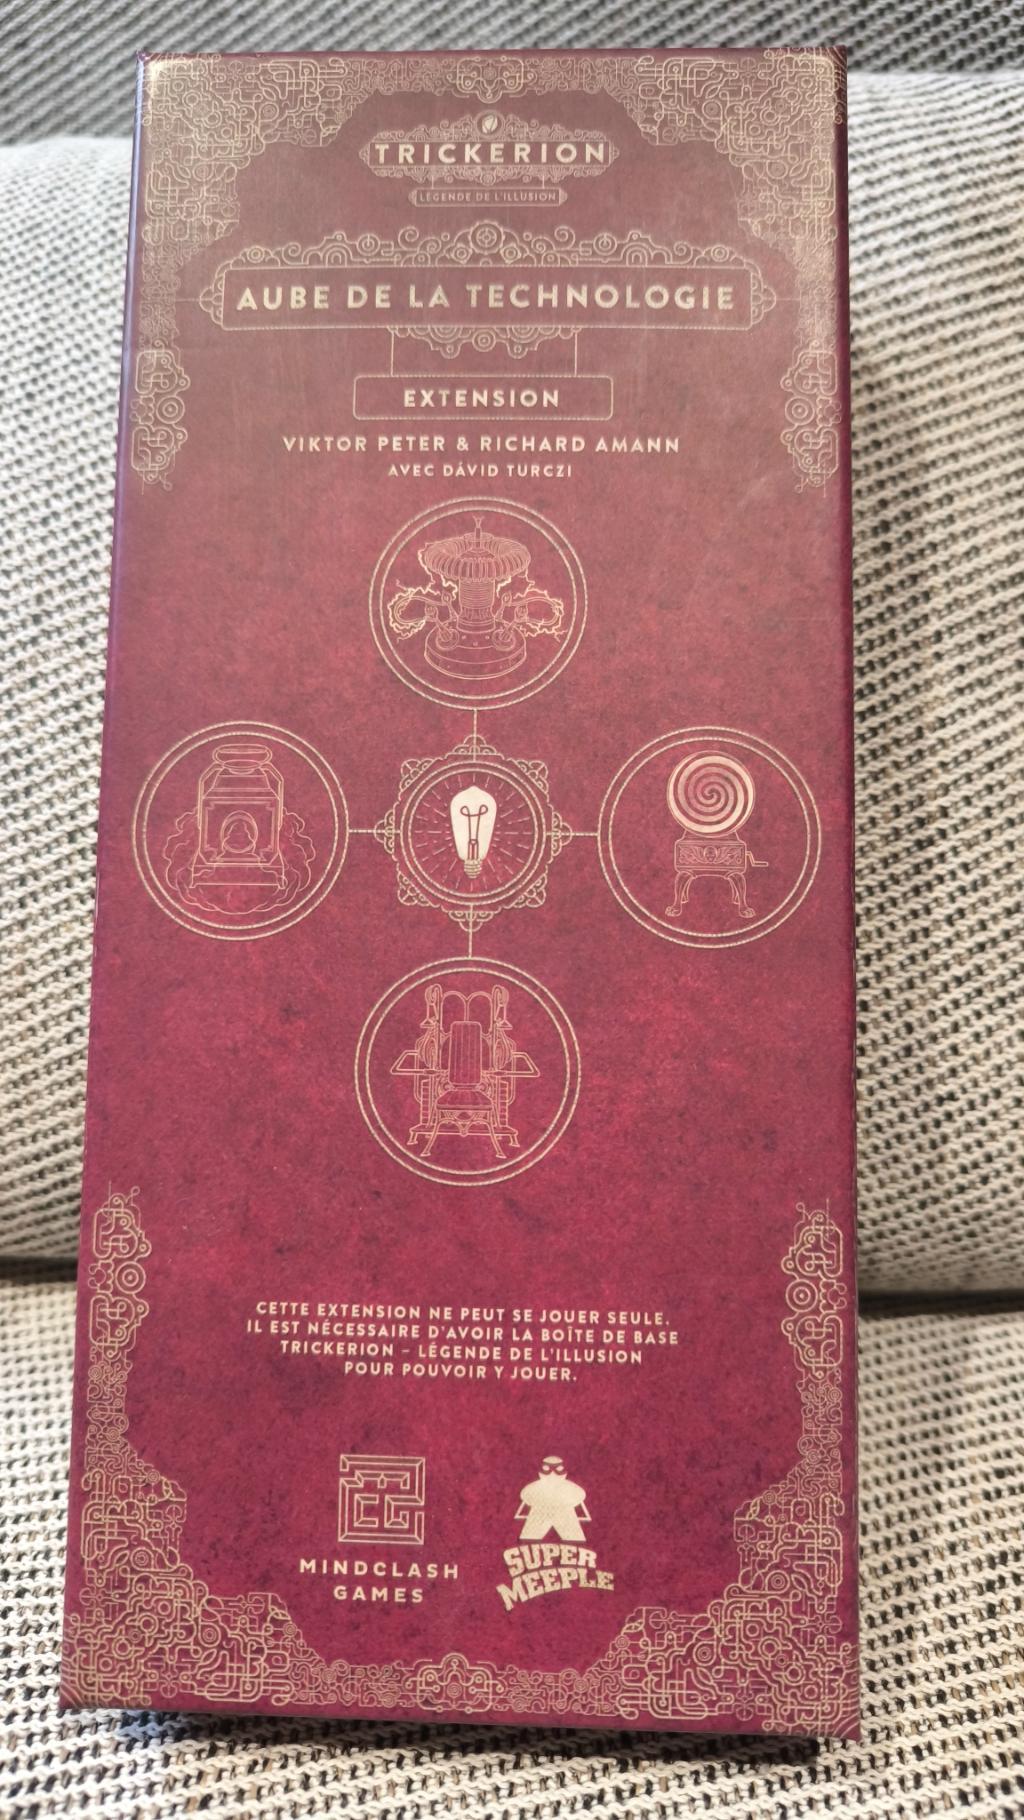 TRICKERION
LÉGENDE DE L'ILLUSION
AUBE DE LA TECHNOLOGIE
EXTENSION
VIKTOR PETER & RICHARD AMANN
AVEC DÁVID TURCZI
CETTE EXTENSION NE PEUT SE JOUER SEULE.
IL EST NÉCESSAIRE D'AVOIR LA BOÎTE DE BASE
TRICKERION – LÉGENDE DE L'ILLUSION
POUR POUVOIR Y JOUER.
MINDCLASH
GAMES
SUPER
MEEPLE